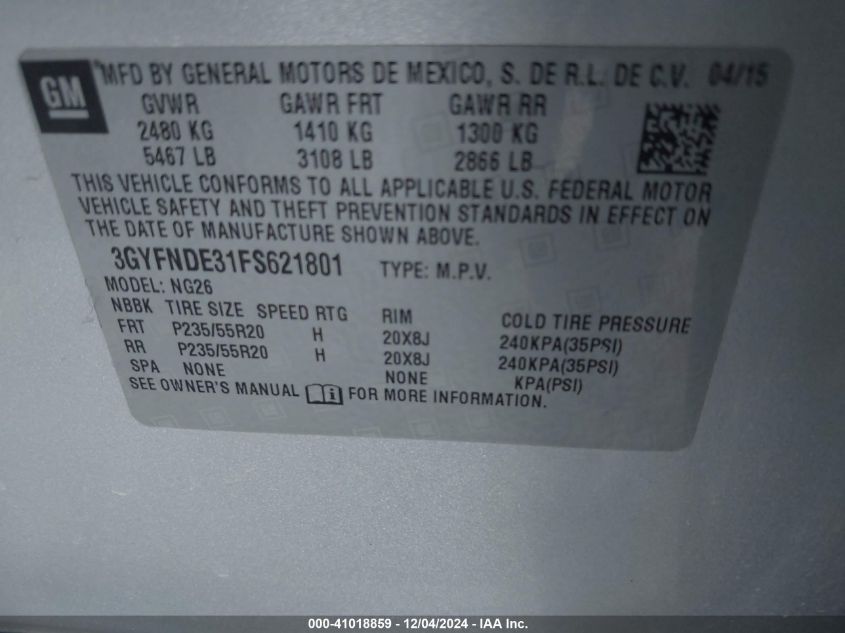 GM
MFD BY GENERAL MOTORS DE MEXICO, S. DE R.L. DE C.V. 04/15
GVWR GAWR FRT GAWR RR
2480 KG 1410 KG 1300 KG
5467 LB 3108 LB 2866 LB
THIS VEHICLE CONFORMS TO ALL APPLICABLE U.S. FEDERAL MOTOR
VEHICLE SAFETY AND THEFT PREVENTION STANDARDS IN EFFECT ON
THE DATE OF MANUFACTURE SHOWN ABOVE.
3GYFNDE31FS621801 TYPE: M.P.V.
MODEL: NG26
NBBK TIRE SIZE SPEED RTG RIM COLD TIRE PRESSURE
FRT P235/55R20 H 20X8J 240KPA(35PSI)
RR P235/55R20 H 20X8J 240KPA(35PSI)
SPA NONE NONE KPA(PSI)
SEE OWNER'S MANUAL FOR MORE INFORMATION.
000-41018859 - 12/04/2024 - IAA Inc.